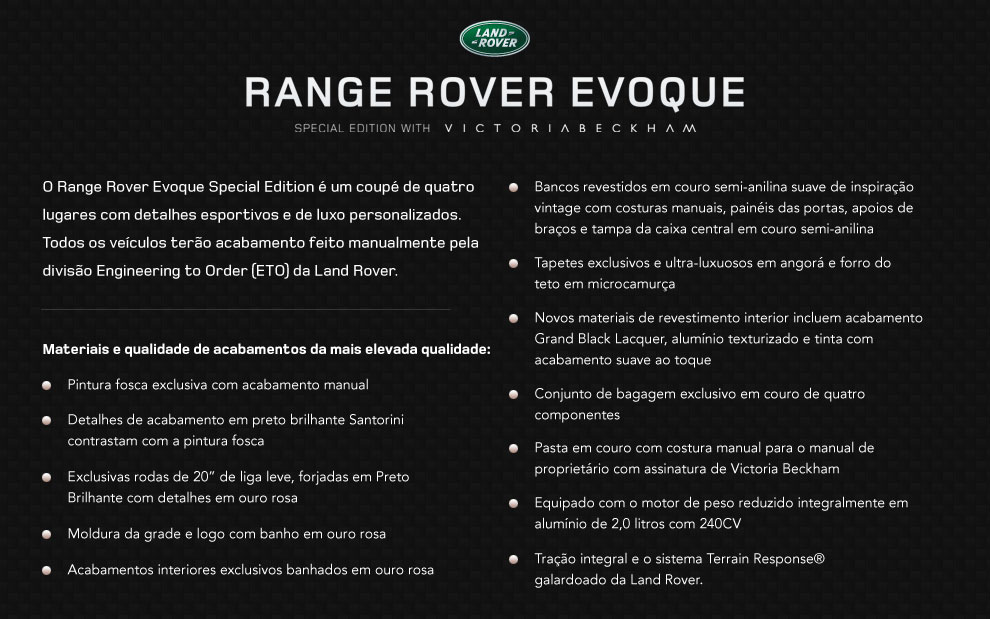 LAND ROVER
RANGE ROVER EVOQUE
SPECIAL EDITION WITH VICTORIABECKHAM
O Range Rover Evoque Special Edition é um coupé de quatro
lugares com detalhes esportivos e de luxo personalizados.
Todos os veículos terão acabamento feito manualmente pela
divisão Engineering to Order (ETO) da Land Rover.
Materiais e qualidade de acabamentos da mais elevada qualidade:
Pintura fosca exclusiva com acabamento manual
Detalhes de acabamento em preto brilhante Santorini
contrastam com a pintura fosca
Exclusivas rodas de 20” de liga leve, forjadas em Preto
Brilhante com detalhes em ouro rosa
Moldura da grade e logo com banho em ouro rosa
Acabamentos interiores exclusivos banhados em ouro rosa
Bancos revestidos em couro semi-anilina suave de inspiração
vintage com costuras manuais, painéis das portas, apoios de
braços e tampa da caixa central em couro semi-anilina
Tapetes exclusivos e ultra-luxuosos em angorá e forro do
teto em microcamurça
Novos materiais de revestimento interior incluem acabamento
Grand Black Lacquer, alumínio texturizado e tinta com
acabamento suave ao toque
Conjunto de bagagem exclusivo em couro de quatro
componentes
Pasta em couro com costura manual para o manual de
proprietário com assinatura de Victoria Beckham
Equipado com o motor de peso reduzido integralmente em
alumínio de 2,0 litros com 240CV
Tração integral e o sistema Terrain Response®
galardoado da Land Rover.